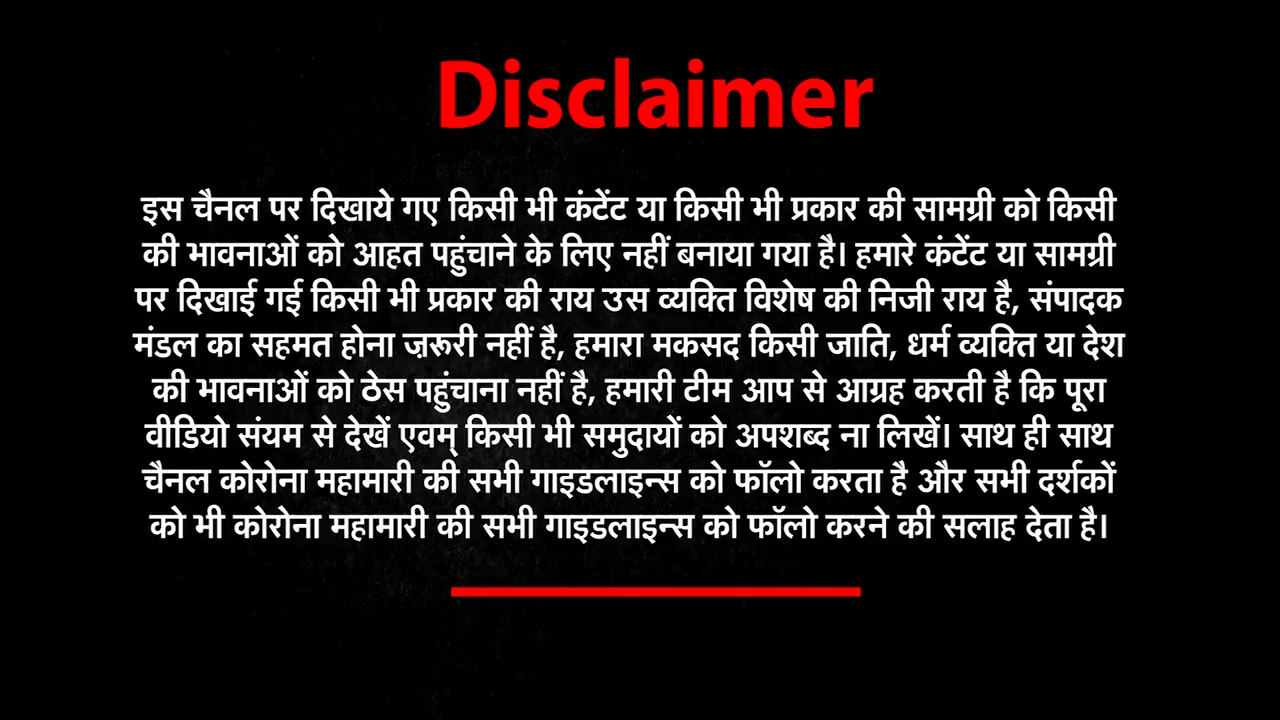 Disclaimer
इस चैनल पर दिखाये गए किसी भी कंटेंट या किसी भी प्रकार की सामग्री को किसी
की भावनाओं को आहत पहुंचाने के लिए नहीं बनाया गया है। हमारे कंटेंट या सामग्री
पर दिखाई गई किसी भी प्रकार की राय उस व्यक्ति विशेष की निजी राय है, संपादक
मंडल का सहमत होना ज़रूरी नहीं है, हमारा मकसद किसी जाति, धर्म व्यक्ति या देश
की भावनाओं को ठेस पहुंचाना नहीं है, हमारी टीम आप से आग्रह करती है कि पूरा
वीडियो संयम से देखें एवम् किसी भी समुदायों को अपशब्द ना लिखें। साथ ही साथ
चैनल कोरोना महामारी की सभी गाइडलाइन्स को फॉलो करता है और सभी दर्शकों
को भी कोरोना महामारी की सभी गाइडलाइन्स को फॉलो करने की सलाह देता है।